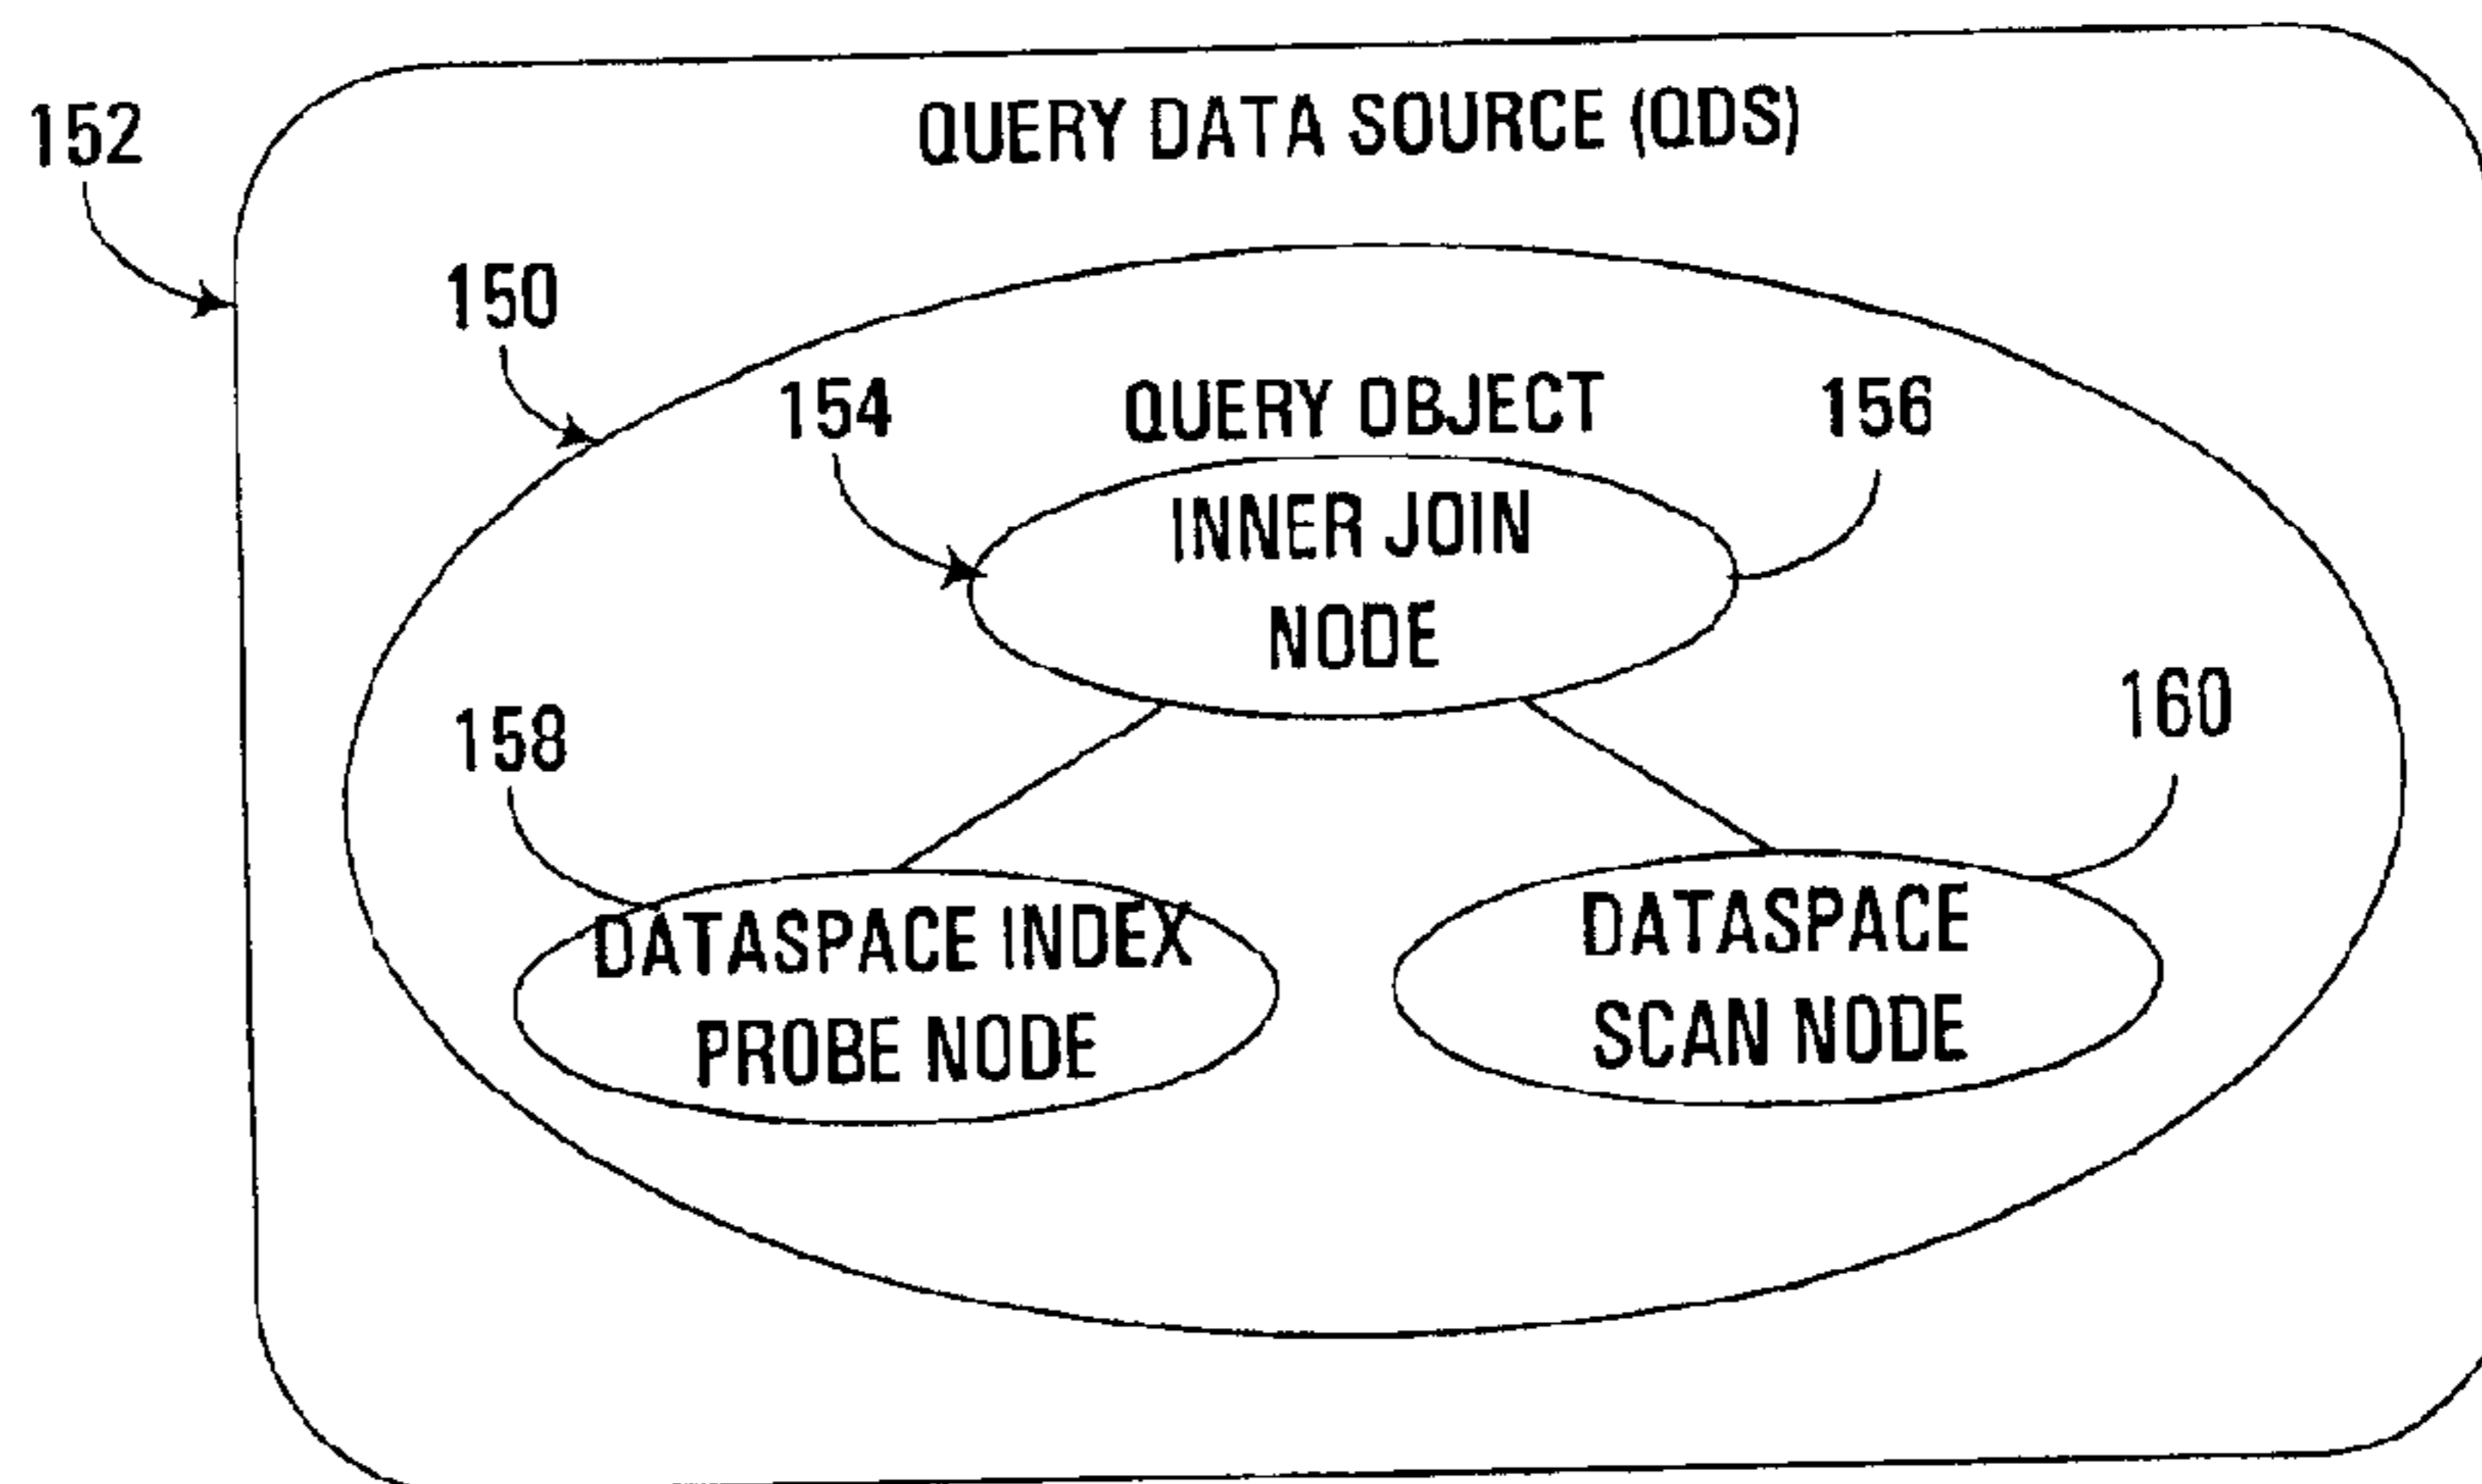 QUERY DATA SOURCE (QDS)
152
150
154
QUERY OBJECT
156
INNER JOIN
NODE
158
160
DATASPACE INDEX
PROBE NODE
DATASPACE
SCAN NODE